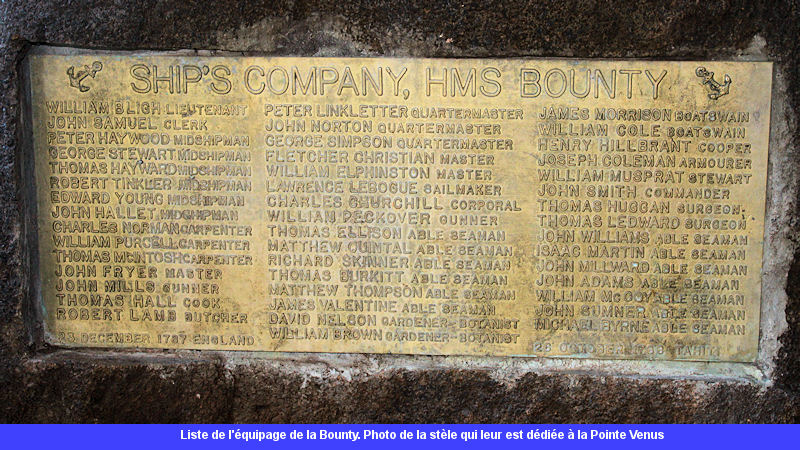 SHIP'S COMPANY, HMS BOUNTY
WILLIAM BLIGH LIEUTENANT
JOHN SAMUEL CLERK
PETER HAYWOOD MIDSHIPMAN
GEORGE STEWART MIDSHIPMAN
THOMAS HAYWARD MIDSHIPMAN
ROBERT TINKLER MIDSHIPMAN
EDWARD YOUNG MIDSHIPMAN
JOHN HALLET MIDSHIPMAN
CHARLES NORMAN CARPENTER
WILLIAM PURCELL CARPENTER
THOMAS McINTOSH CARPENTER
JOHN FRYER MASTER
JOHN MILLS GUNNER
THOMAS HALL COOK
ROBERT LAMB BUTCHER
23 DECEMBER 1787 ENGLAND
PETER LINKLETTER QUARTERMASTER
JOHN NORTON QUARTERMASTER
GEORGE SIMPSON QUARTERMASTER
FLETCHER CHRISTIAN MASTER
WILLIAM ELPHINSTON MASTER
LAWRENCE LEBOGUE SAILMAKER
CHARLES CHURCHILL CORPORAL
WILLIAM PECKOVER GUNNER
THOMAS ELLISON ABLE SEAMAN
MATTHEW QUINTAL ABLE SEAMAN
RICHARD SKINNER ABLE SEAMAN
THOMAS BURKITT ABLE SEAMAN
MATTHEW THOMPSON ABLE SEAMAN
JAMES VALENTINE ABLE SEAMAN
DAVID NELSON GARDENER-BOTANIST
WILLIAM BROWN GARDENER-BOTANIST
JAMES MORRISON BOATSWAIN
WILLIAM COLE BOATSWAIN
HENRY HILLBRANT COOPER
JOSEPH COLEMAN ARMOURER
WILLIAM MUSPRAT STEWART
JOHN SMITH COMMANDER
THOMAS HUGGAN SURGEON
THOMAS LEDWARD SURGEON
JOHN WILLIAMS ABLE SEAMAN
ISAAC MARTIN ABLE SEAMAN
JOHN MILLWARD ABLE SEAMAN
JOHN ADAMS ABLE SEAMAN
WILLIAM McCOY ABLE SEAMAN
JOHN SUMNER ABLE SEAMAN
MICHAEL BYRNE ABLE SEAMAN
26 OCTOBER 1788 TAHITI
Liste de l'équipage de la Bounty. Photo de la stèle qui leur est dédiée à la Pointe Venus